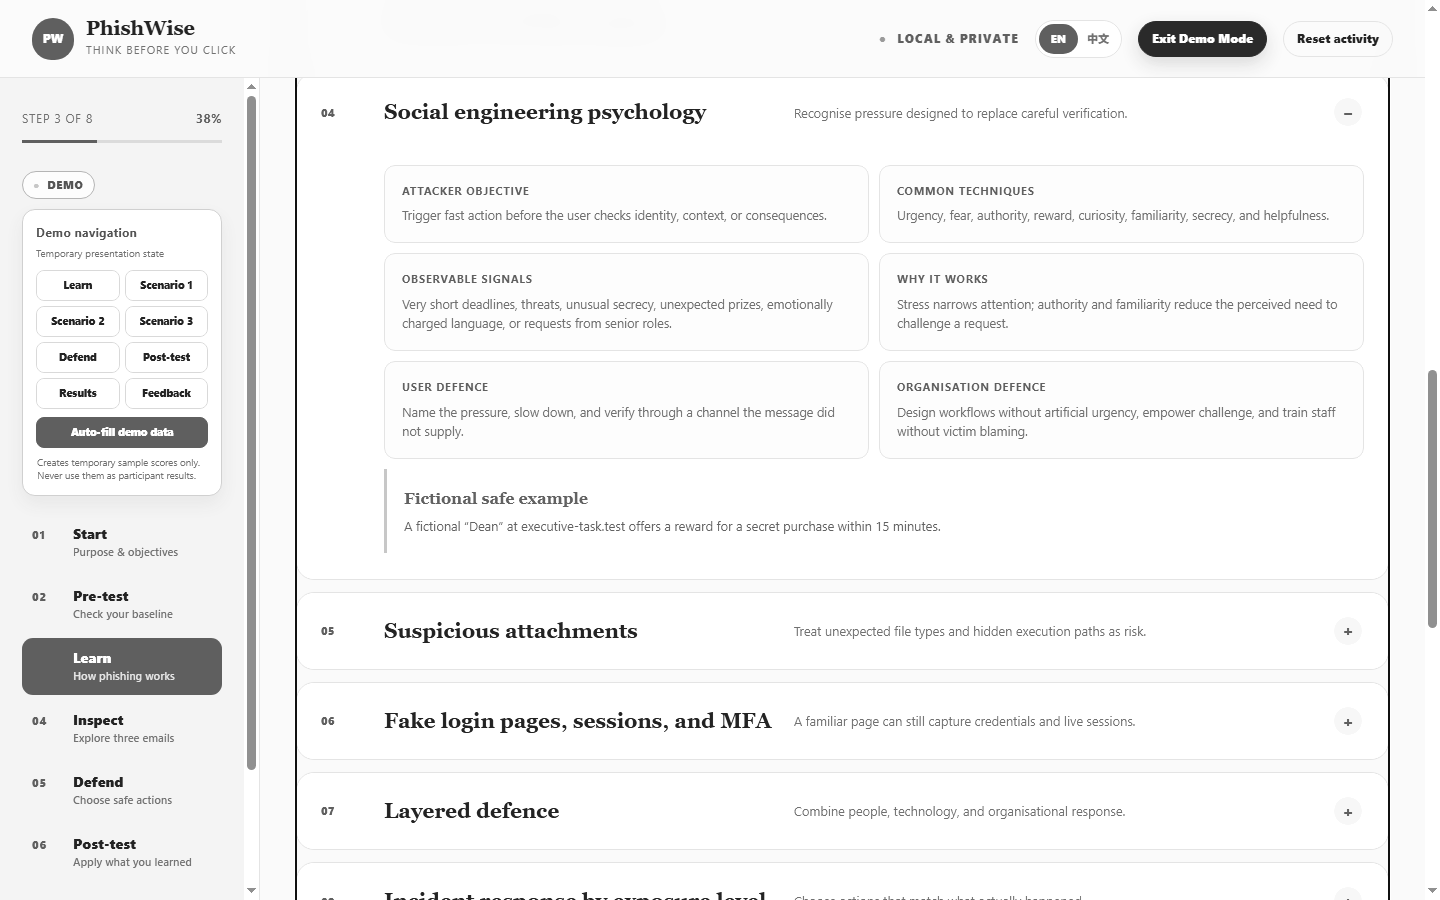 PW
PhishWise
THINK BEFORE YOU CLICK
LOCAL & PRIVATE
EN
中文
Exit Demo Mode
Reset activity
STEP 3 OF 8
38%
DEMO
Demo navigation
Temporary presentation state
Learn
Scenario 1
Scenario 2
Scenario 3
Defend
Post-test
Results
Feedback
Auto-fill demo data
Creates temporary sample scores only.
Never use them as participant results.
01
Start
Purpose & objectives
02
Pre-test
Check your baseline
Learn
How phishing works
04
Inspect
Explore three emails
05
Defend
Choose safe actions
06
Post-test
Apply what you learned
04
Social engineering psychology
Recognise pressure designed to replace careful verification.
ATTACKER OBJECTIVE
Trigger fast action before the user checks identity, context, or consequences.
COMMON TECHNIQUES
Urgency, fear, authority, reward, curiosity, familiarity, secrecy, and helpfulness.
OBSERVABLE SIGNALS
Very short deadlines, threats, unusual secrecy, unexpected prizes, emotionally
charged language, or requests from senior roles.
WHY IT WORKS
Stress narrows attention; authority and familiarity reduce the perceived need to
challenge a request.
USER DEFENCE
Name the pressure, slow down, and verify through a channel the message did
not supply.
ORGANISATION DEFENCE
Design workflows without artificial urgency, empower challenge, and train staff
without victim blaming.
Fictional safe example
A fictional “Dean” at executive-task.test offers a reward for a secret purchase within 15 minutes.
05
Suspicious attachments
Treat unexpected file types and hidden execution paths as risk.
06
Fake login pages, sessions, and MFA
A familiar page can still capture credentials and live sessions.
07
Layered defence
Combine people, technology, and organisational response.
Incident response by exposure level
Choose actions that match what actually happened.